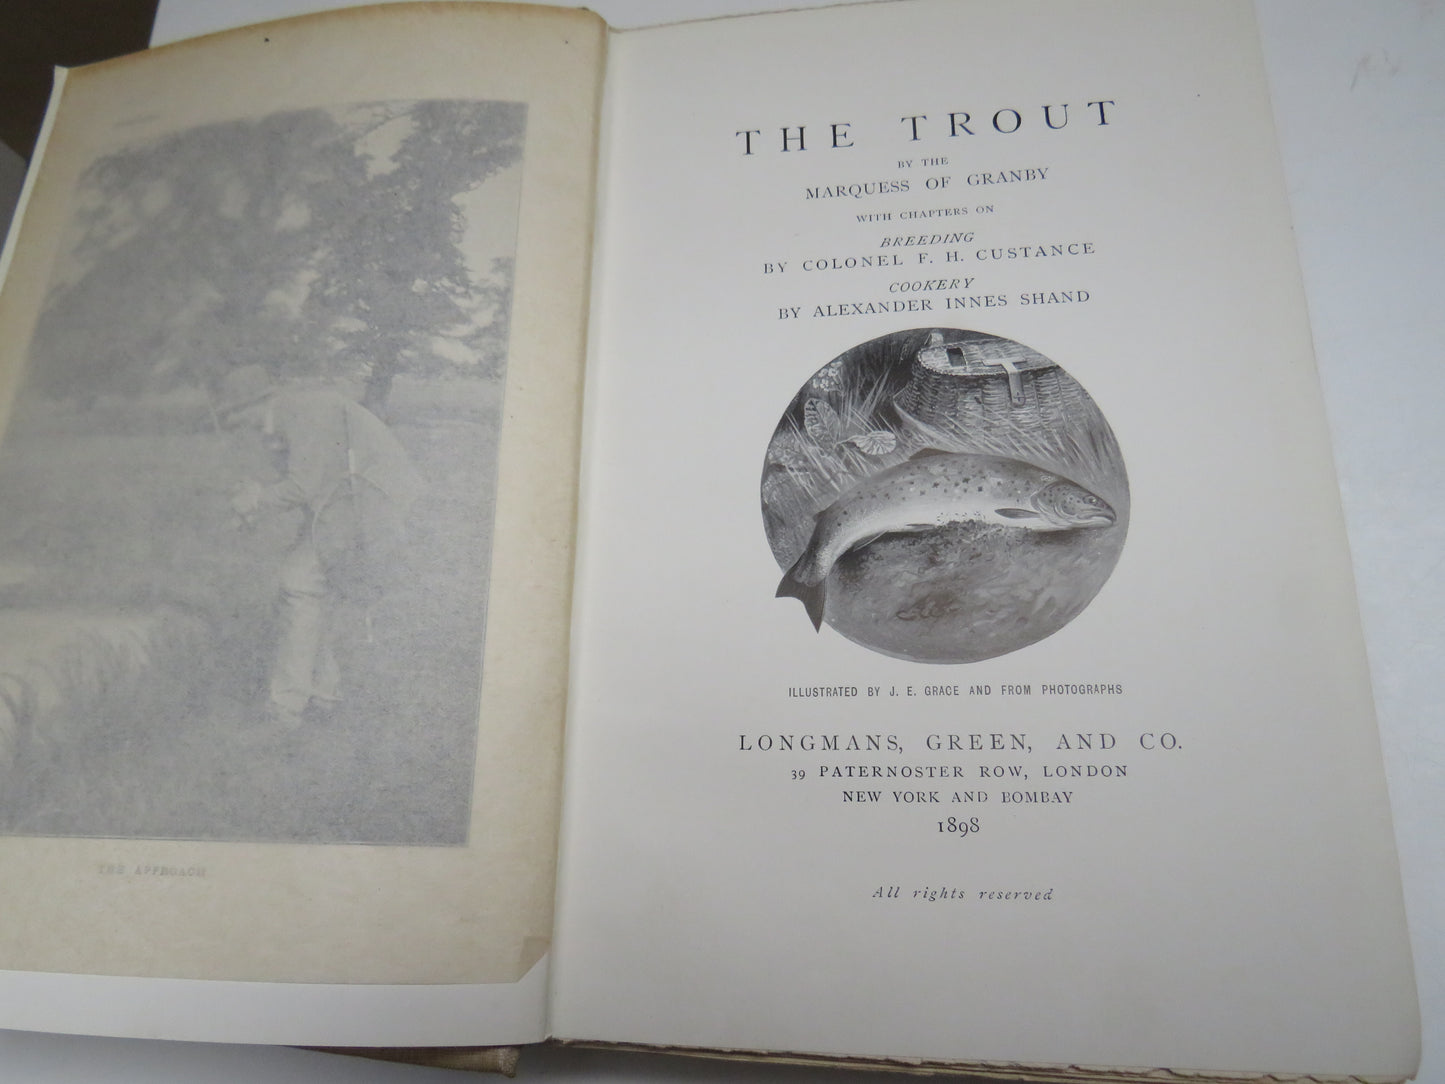 THE APPROACH
THE TROUT
BY THE
MARQUESS OF GRANBY
WITH CHAPTERS ON
BREEDING
BY COLONEL F. H. CUSTANCE
COOKERY
BY ALEXANDER INNES SHAND
ILLUSTRATED BY J. E. GRACE AND FROM PHOTOGRAPHS
LONGMANS, GREEN, AND CO.
39 PATERNOSTER ROW, LONDON
NEW YORK AND BOMBAY
1898
All rights reserved